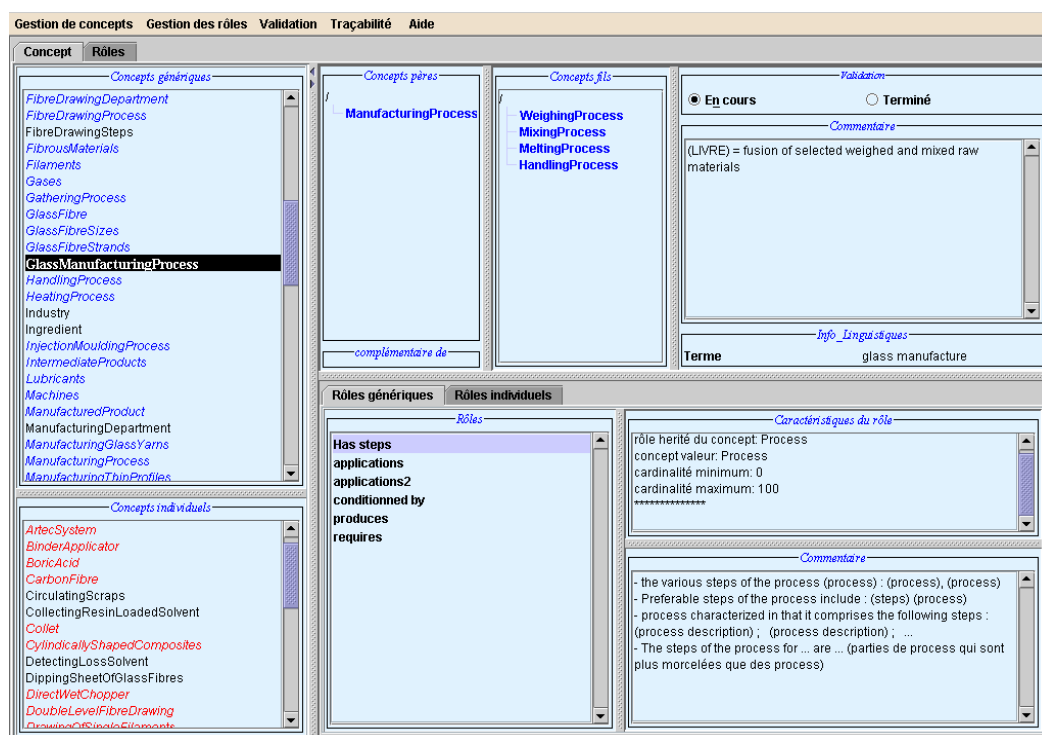 Gestion de concepts Gestion des rôles Validation Traçabilité Aide
Concept Rôles
Concepts génériques
FibreDrawingDepartment
FibreDrawingProcess
FibreDrawingSteps
FibrousMaterials
Filaments
Gases
GatheringProcess
GlassFibre
GlassFibreSizes
GlassFibreStrands
GlassManufacturingProcess
HandlingProcess
HeatingProcess
Industry
Ingredient
InjectionMouldingProcess
IntermediateProducts
Lubricants
Machines
ManufacturedProduct
ManufacturingDepartment
ManufacturingGlassYarns
ManufacturingProcess
ManufacturingThinProfiles
Concepts individuels
ArtecSystem
BinderApplicator
BoricAcid
CarbonFibre
CirculatingScraps
CollectingResinLoadedSolvent
Collet
CylindicallyShapedComposites
DetectingLossSolvent
DippingSheetOfGlassFibres
DirectWetChopper
DoubleLevelFibreDrawing
DrawingOfSingleFilaments
Concepts pères
/
ManufacturingProcess
complémentaire de
Concepts fils
/
WeighingProcess
MixingProcess
MeltingProcess
HandlingProcess
Validation
En cours Terminé
Commentaire
(LIVRE) = fusion of selected weighed and mixed raw
materials
Info_Linguistiques
Terme glass manufacture
Rôles génériques Rôles individuels
Rôles
Has steps
applications
applications2
conditionned by
produces
requires
Caractéristiques du rôle
rôle herité du concept: Process
concept valeur: Process
cardinalité minimum: 0
cardinalité maximum: 100
**************
Commentaire
- the various steps of the process (process) : (process), (process)
- Preferable steps of the process include : (steps) (process)
- process characterized in that it comprises the following steps :
(process description) ; (process description) ; ...
- The steps of the process for ... are ... (parties de process qui sont
plus morcelées que des process)